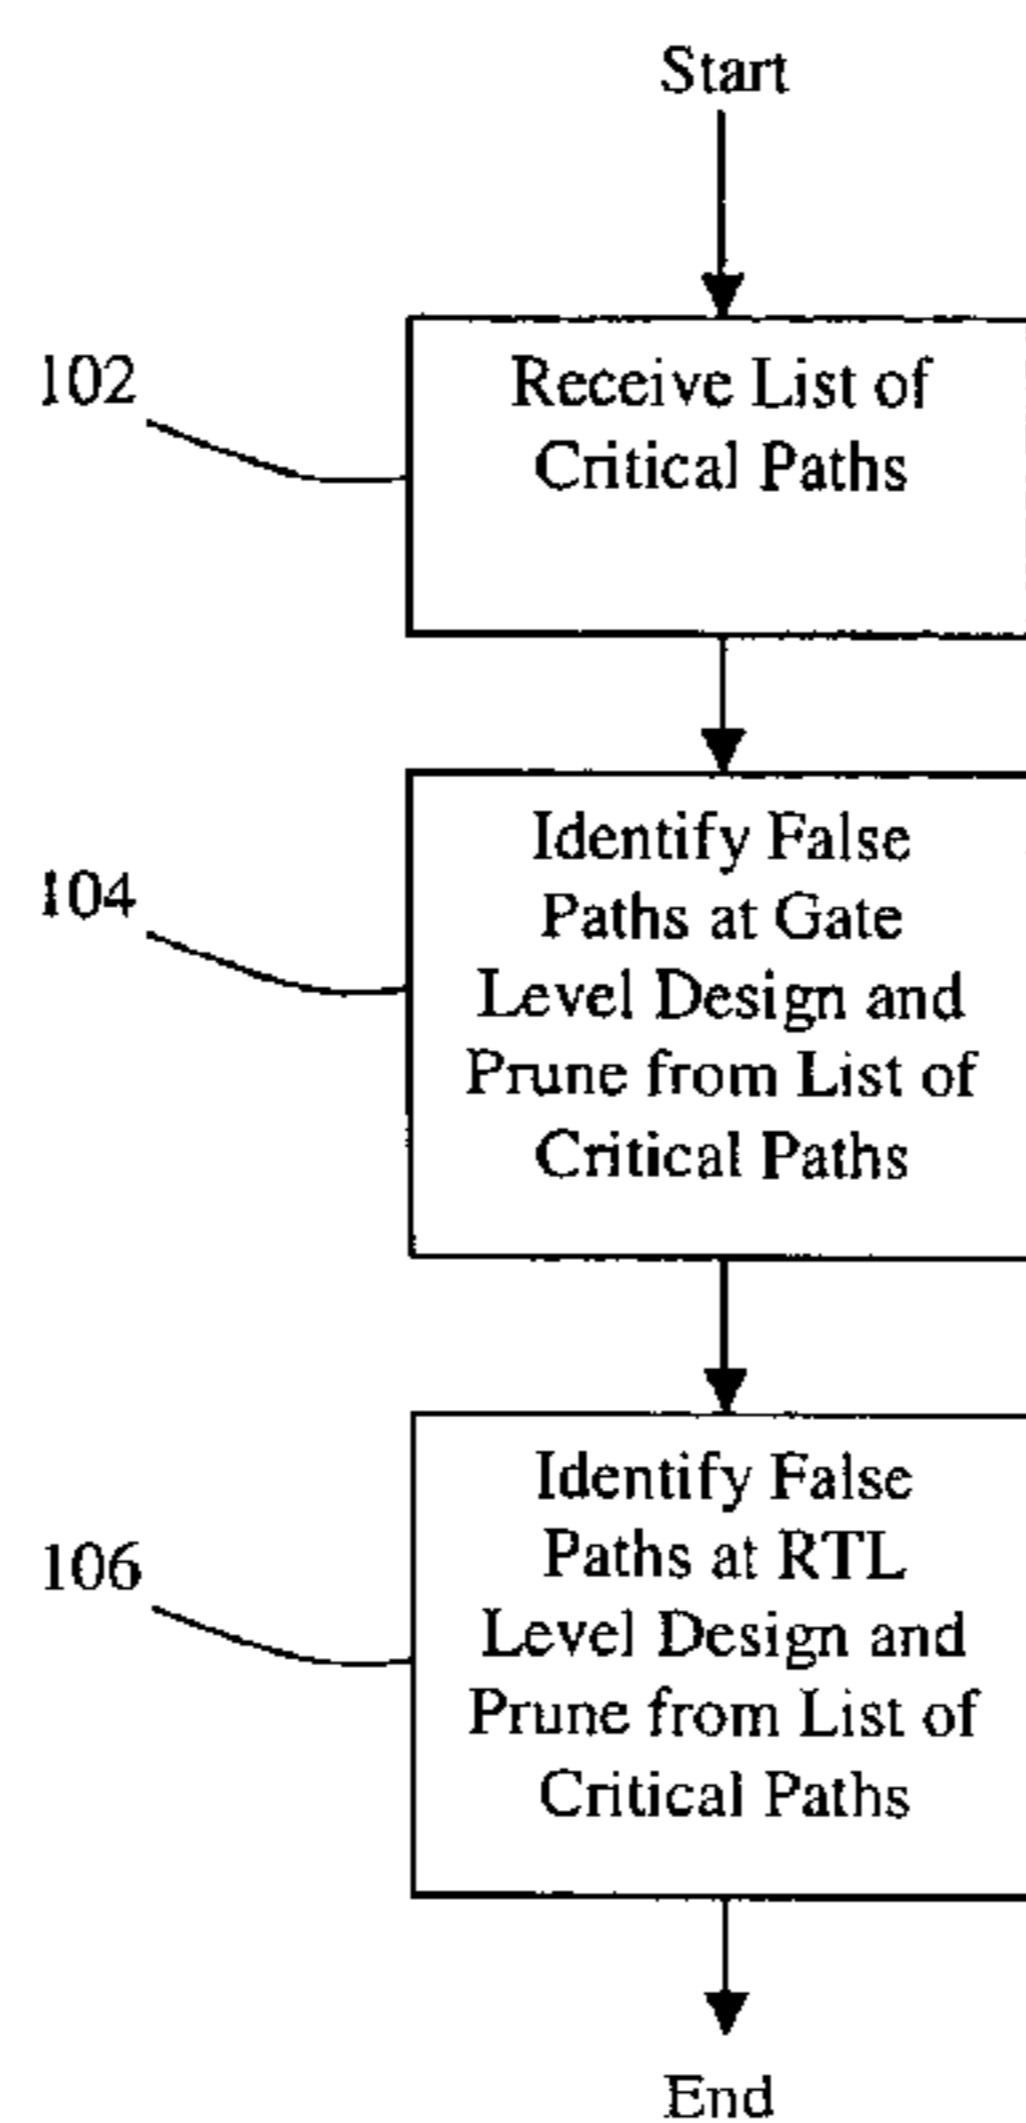 Start
102
Receive List of
Critical Paths
104
Identify False
Paths at Gate
Level Design and
Prune from List of
Critical Paths
106
Identify False
Paths at RTL
Level Design and
Prune from List of
Critical Paths
End